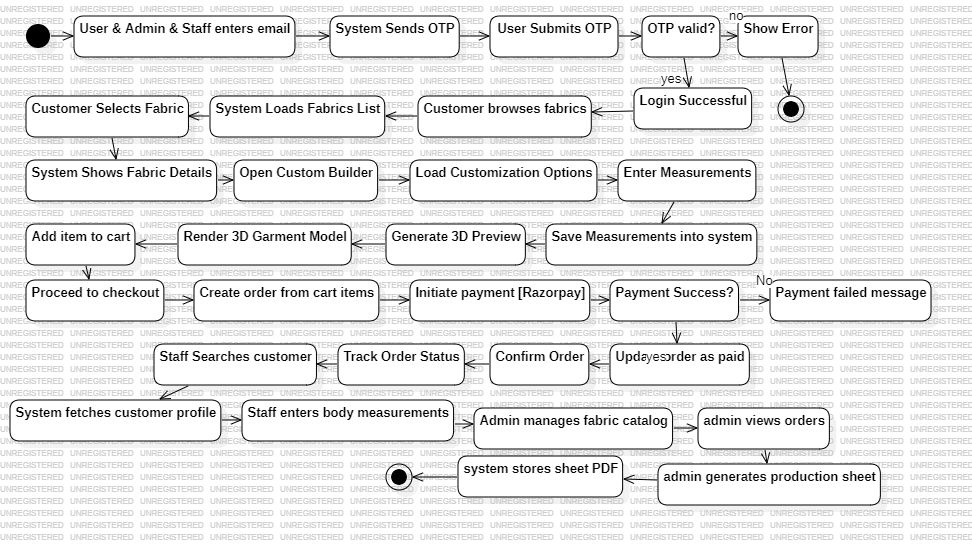 User & Admin & Staff enters email
System Sends OTP
User Submits OTP
OTP valid?
no
Show Error
yes
Customer Selects Fabric
System Loads Fabrics List
Customer browses fabrics
Login Successful
System Shows Fabric Details
Open Custom Builder
Load Customization Options
Enter Measurements
Add item to cart
Render 3D Garment Model
Generate 3D Preview
Save Measurements into system
Proceed to checkout
Create order from cart items
Initiate payment [Razorpay]
Payment Success?
No
Payment failed message
Staff Searches customer
Track Order Status
Confirm Order
yes
order as paid
System fetches customer profile
Staff enters body measurements
Admin manages fabric catalog
admin views orders
system stores sheet PDF
admin generates production sheet
UNREGISTERED